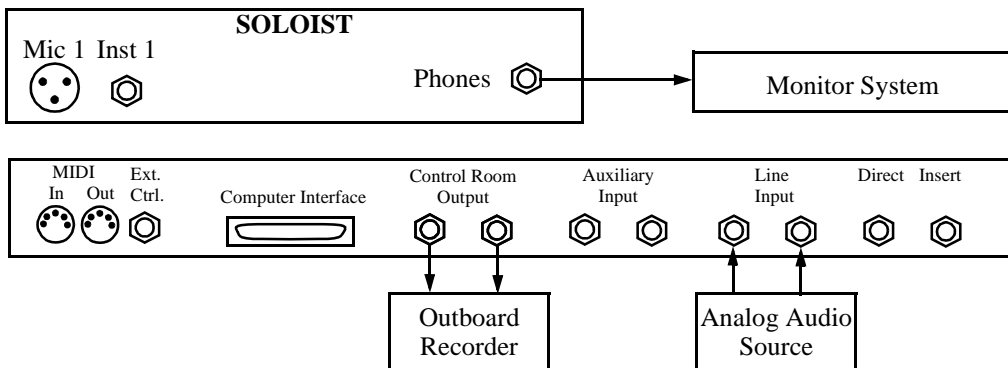 SOLOIST
Mic 1 Inst 1
Phones
Monitor System
MIDI
In Out
Ext.
Ctrl.
Computer Interface
Control Room
Output
Auxiliary
Input
Line
Input
Direct Insert
Outboard
Recorder
Analog Audio
Source